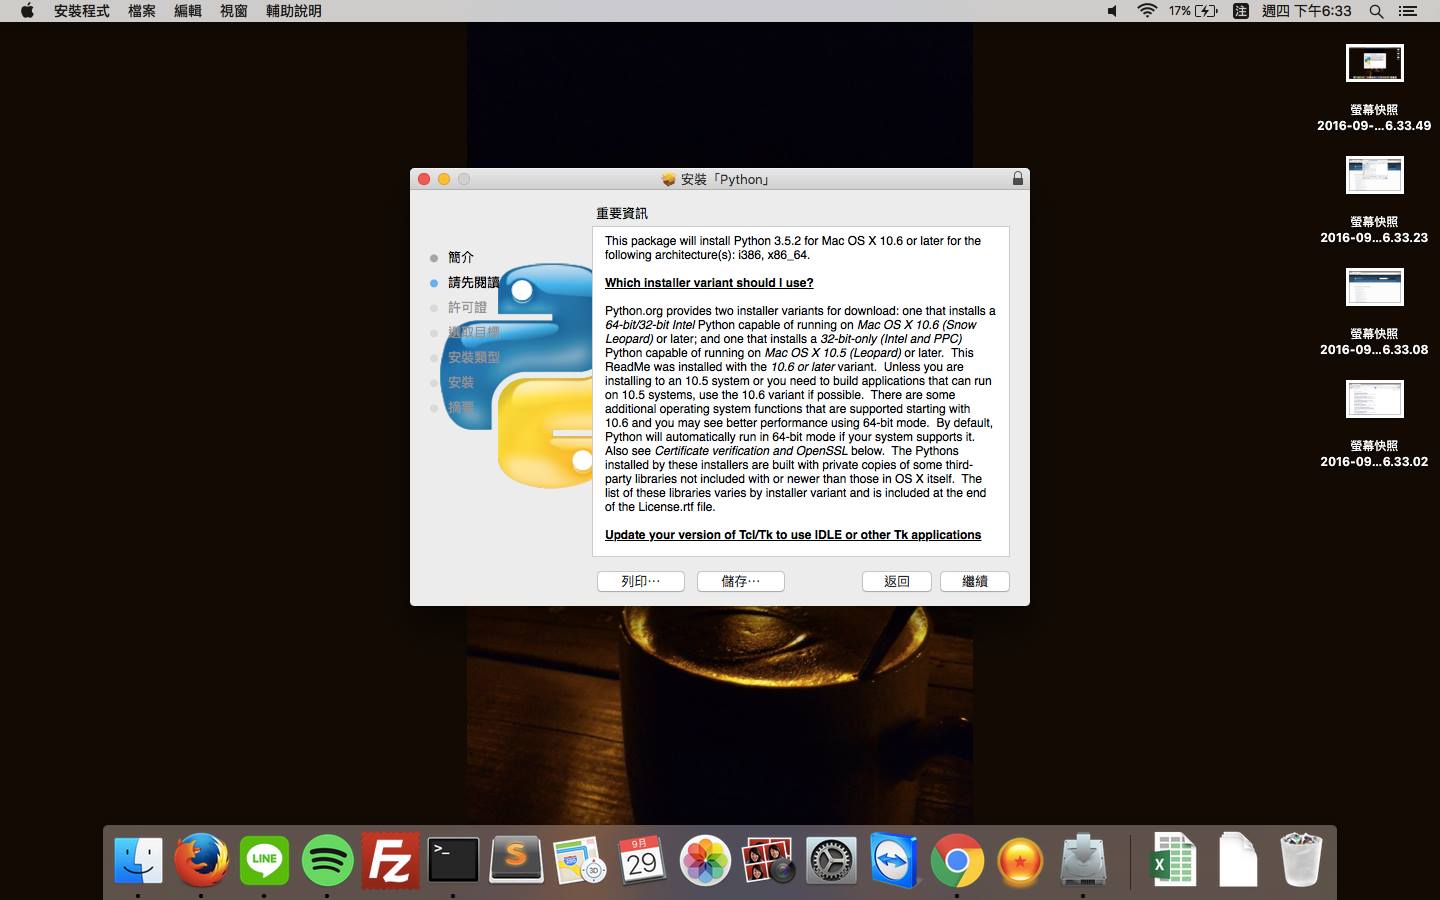 安裝程式 檔案 編輯 視窗 輔助說明 17% 注 週四 下午6:33
螢幕快照
2016-09-...6.33.49
螢幕快照
2016-09...6.33.23
螢幕快照
2016-09...6.33.08
螢幕快照
2016-09...6.33.02
安裝「Python」
簡介
請先閱讀
許可證
選取目標
安裝類型
安裝
摘要
重要資訊
This package will install Python 3.5.2 for Mac OS X 10.6 or later for the
following architecture(s): i386, x86_64.
Which installer variant should I use?
Python.org provides two installer variants for download: one that installs a
64-bit/32-bit Intel Python capable of running on Mac OS X 10.6 (Snow
Leopard) or later; and one that installs a 32-bit-only (Intel and PPC)
Python capable of running on Mac OS X 10.5 (Leopard) or later.  This
ReadMe was installed with the 10.6 or later variant.  Unless you are
installing to an 10.5 system or you need to build applications that can run
on 10.5 systems, use the 10.6 variant if possible.  There are some
additional operating system functions that are supported starting with
10.6 and you may see better performance using 64-bit mode.  By default,
Python will automatically run in 64-bit mode if your system supports it.
Also see Certificate verification and OpenSSL below.  The Pythons
installed by these installers are built with private copies of some third-
party libraries not included with or newer than those in OS X itself.  The
list of these libraries varies by installer variant and is included at the end
of the License.rtf file.
Update your version of Tcl/Tk to use IDLE or other Tk applications
列印⋯ 儲存⋯ 返回 繼續
LINE
Fz
>_
S
280
3D
9月
29
X